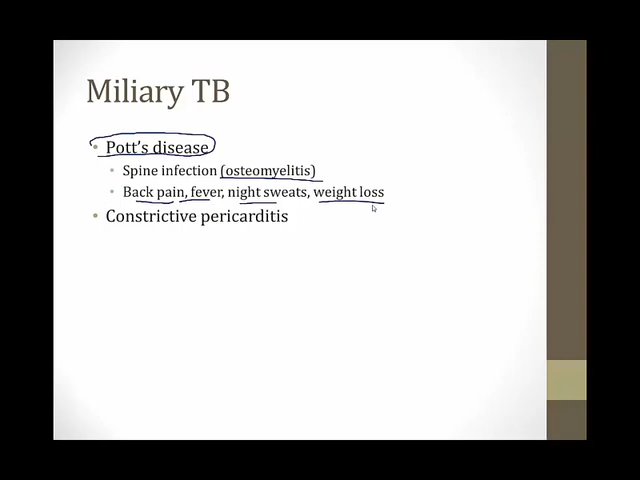 Miliary TB
• Pott's disease
• Spine infection (osteomyelitis)
• Back pain, fever, night sweats, weight loss
• Constrictive pericarditis